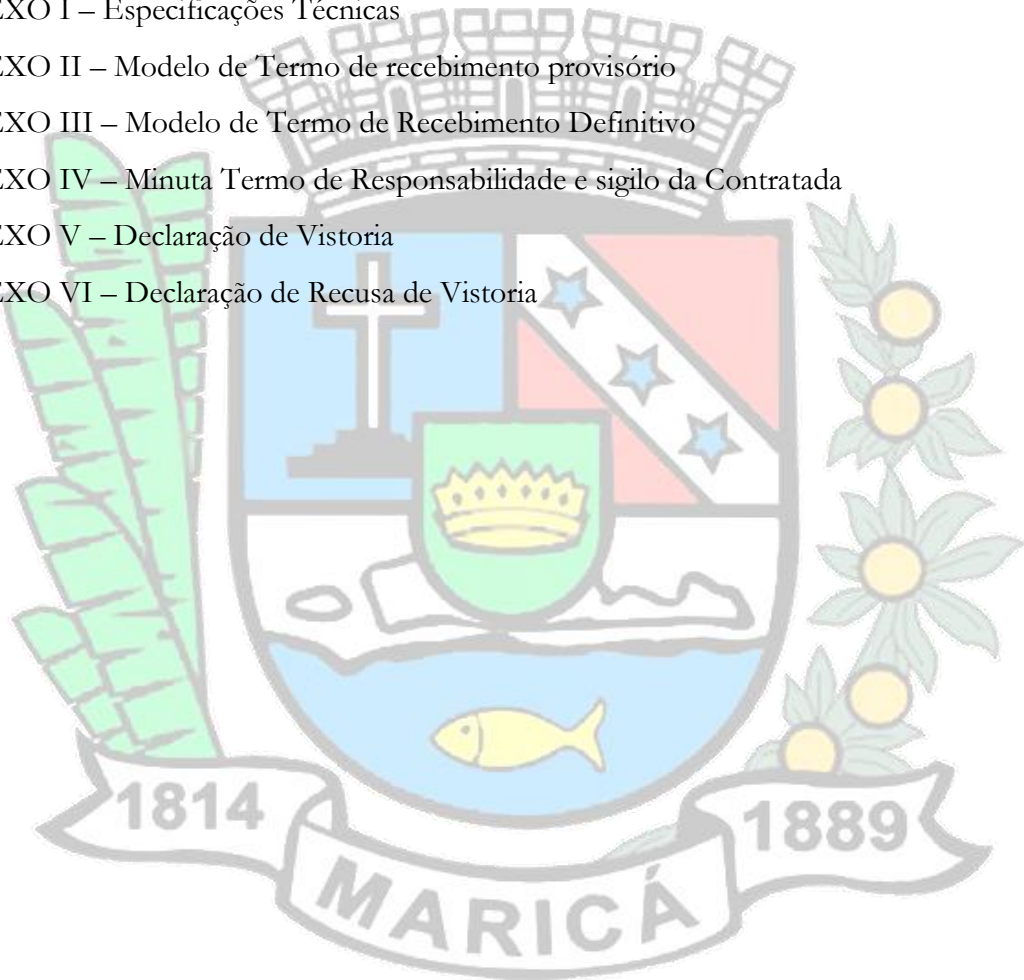 EXO I – Especificações Técnicas
EXO II – Modelo de Termo de recebimento provisório
EXO III – Modelo de Termo de Recebimento Definitivo
EXO IV – Minuta Termo de Responsabilidade e sigilo da Contratada
EXO V – Declaração de Vistoria
EXO VI – Declaração de Recusa de Vistoria
1814
1889
MARICÁ